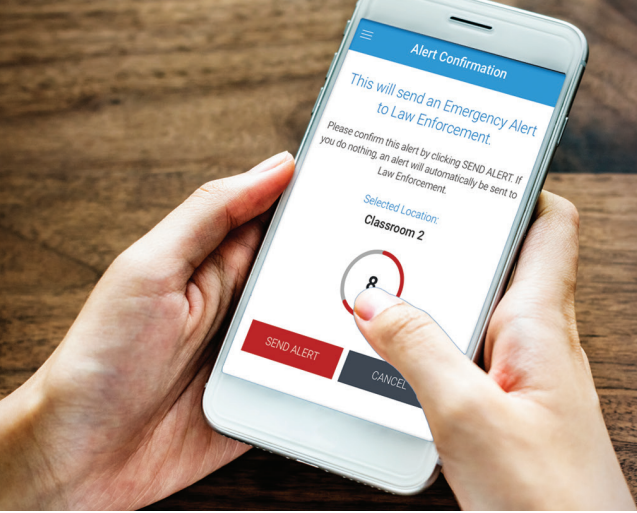 Alert Confirmation
This will send an Emergency Alert
to Law Enforcement.
Please confirm this alert by clicking SEND ALERT. If
you do nothing, an alert will automatically be sent to
Law Enforcement.
Selected Location:
Classroom 2
8
SEND ALERT
CANCEL